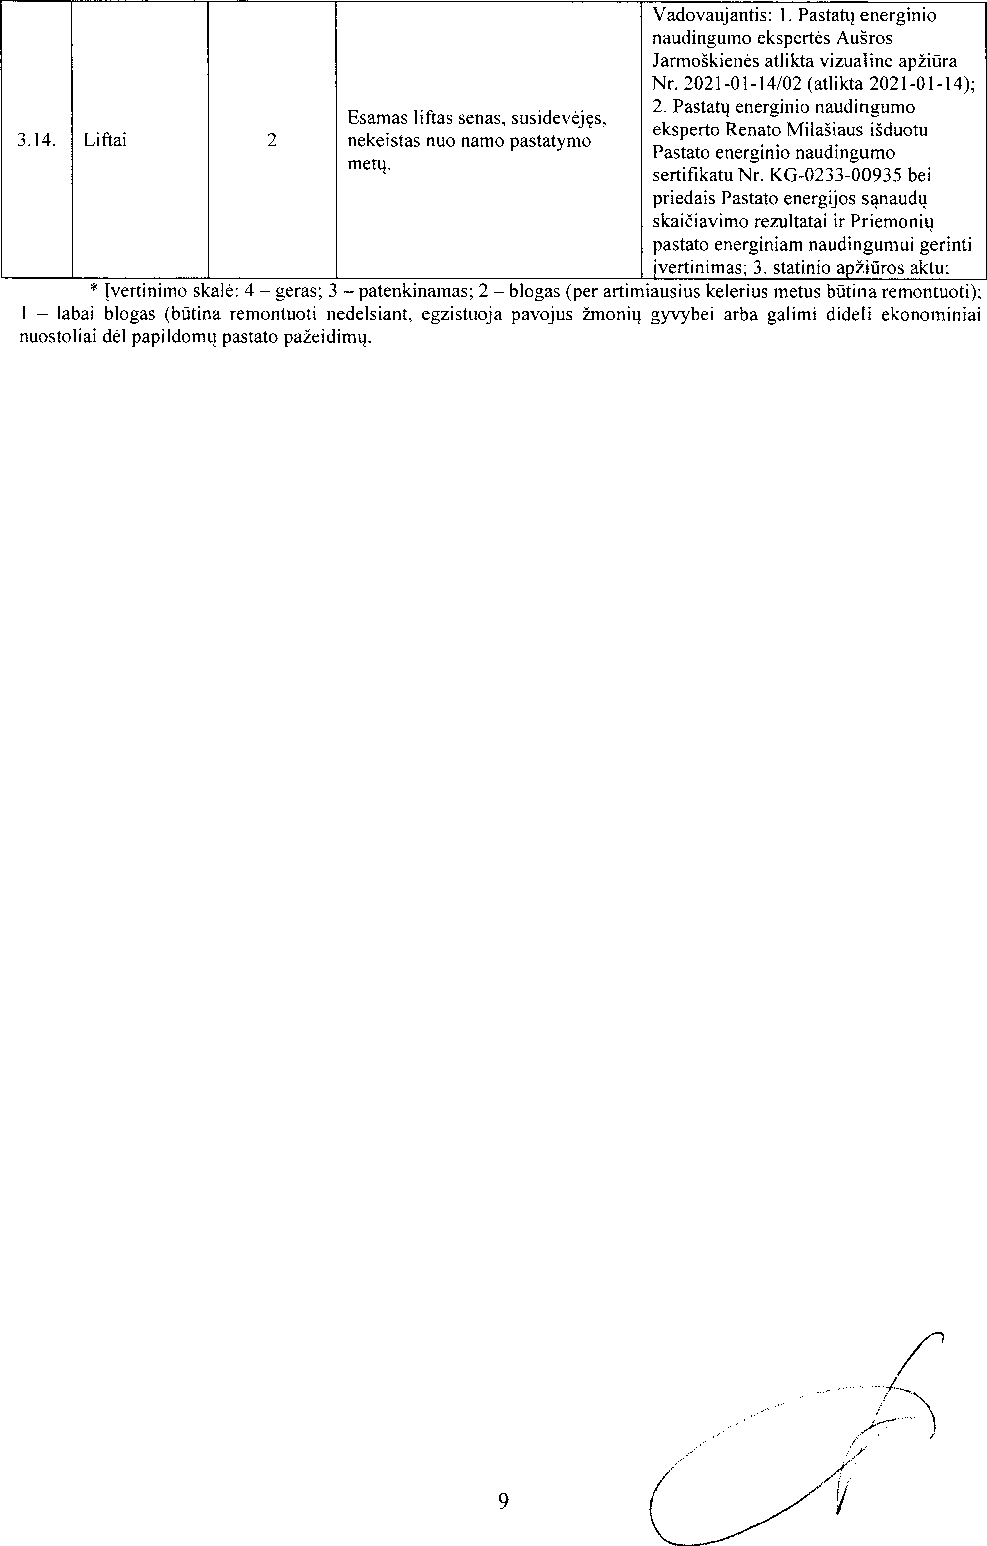 3.14.
Liftai
2
Esamas liftas senas, susidėvėjęs,
nekeistas nuo namo pastatymo
metų.
Vadovaujantis: 1. Pastatų energinio
naudingumo ekspertės Aušros
Jarmoškienės atlikta vizualine apžiūra
Nr. 2021-01-14/02 (atlikta 2021-01-14);
2. Pastatų energinio naudingumo
eksperto Renato Milašiaus išduotu
Pastato energinio naudingumo
sertifikatu Nr. KG-0233-00935 bei
priedais Pastato energijos sąnaudų
skaičiavimo rezultatai ir Priemonių
pastato energiniam naudingumui gerinti
įvertinimas; 3. statinio apžiūros aktu:
* Įvertinimo skalė: 4 – geras; 3 – patenkinamas; 2 – blogas (per artimiausius kelerius metus būtina remontuoti);
1 – labai blogas (būtina remontuoti nedelsiant, egzistuoja pavojus žmonių gyvybei arba galimi dideli ekonominiai
nuostoliai dėl papildomų pastato pažeidimų.
9